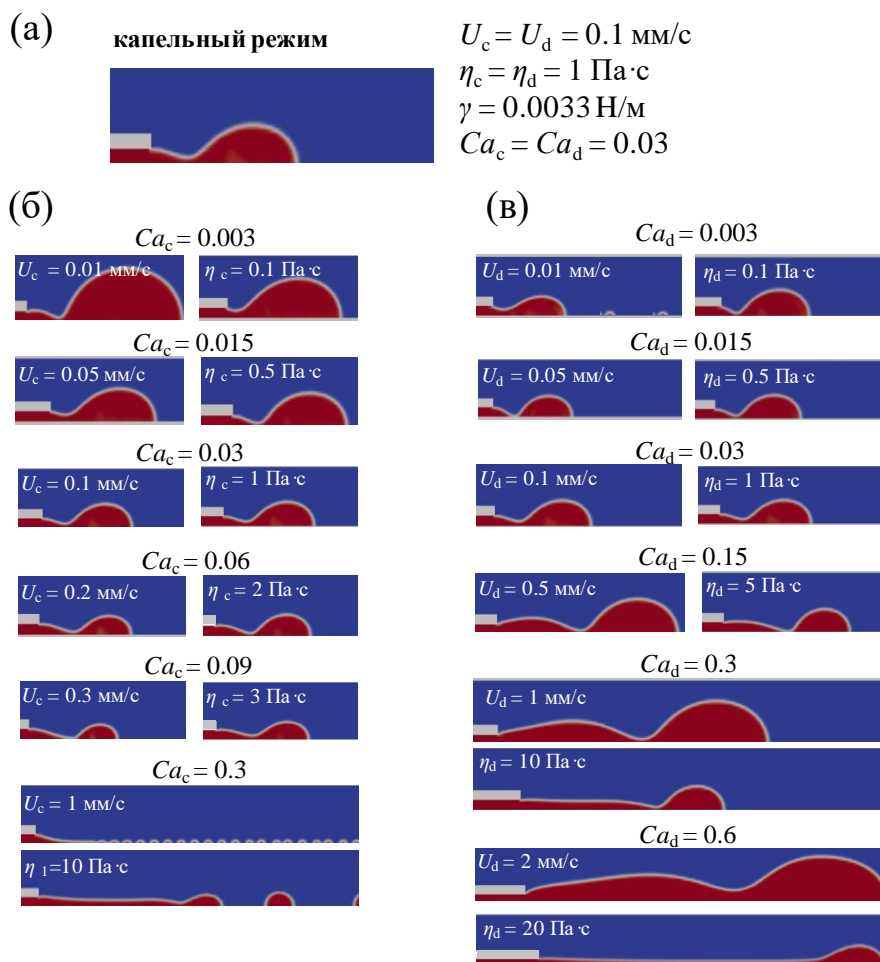 (а)
капельный режим
U_c = U_d = 0.1 мм/с
η_c = η_d = 1 Па·с
γ = 0.0033 Н/м
Ca_c = Ca_d = 0.03
(б)
Ca_c = 0.003
U_c = 0.01 мм/с
η_c = 0.1 Па·с
Ca_c = 0.015
U_c = 0.05 мм/с
η_c = 0.5 Па·с
Ca_c = 0.03
U_c = 0.1 мм/с
η_c = 1 Па·с
Ca_c = 0.06
U_c = 0.2 мм/с
η_c = 2 Па·с
Ca_c = 0.09
U_c = 0.3 мм/с
η_c = 3 Па·с
Ca_c = 0.3
U_c = 1 мм/с
η_1=10 Па·с
(в)
Ca_d = 0.003
U_d = 0.01 мм/с
η_d = 0.1 Па·с
Ca_d = 0.015
U_d = 0.05 мм/с
η_d = 0.5 Па·с
Ca_d = 0.03
U_d = 0.1 мм/с
η_d = 1 Па·с
Ca_d = 0.15
U_d = 0.5 мм/с
η_d = 5 Па·с
Ca_d = 0.3
U_d = 1 мм/с
η_d = 10 Па·с
Ca_d = 0.6
U_d = 2 мм/с
η_d = 20 Па·с